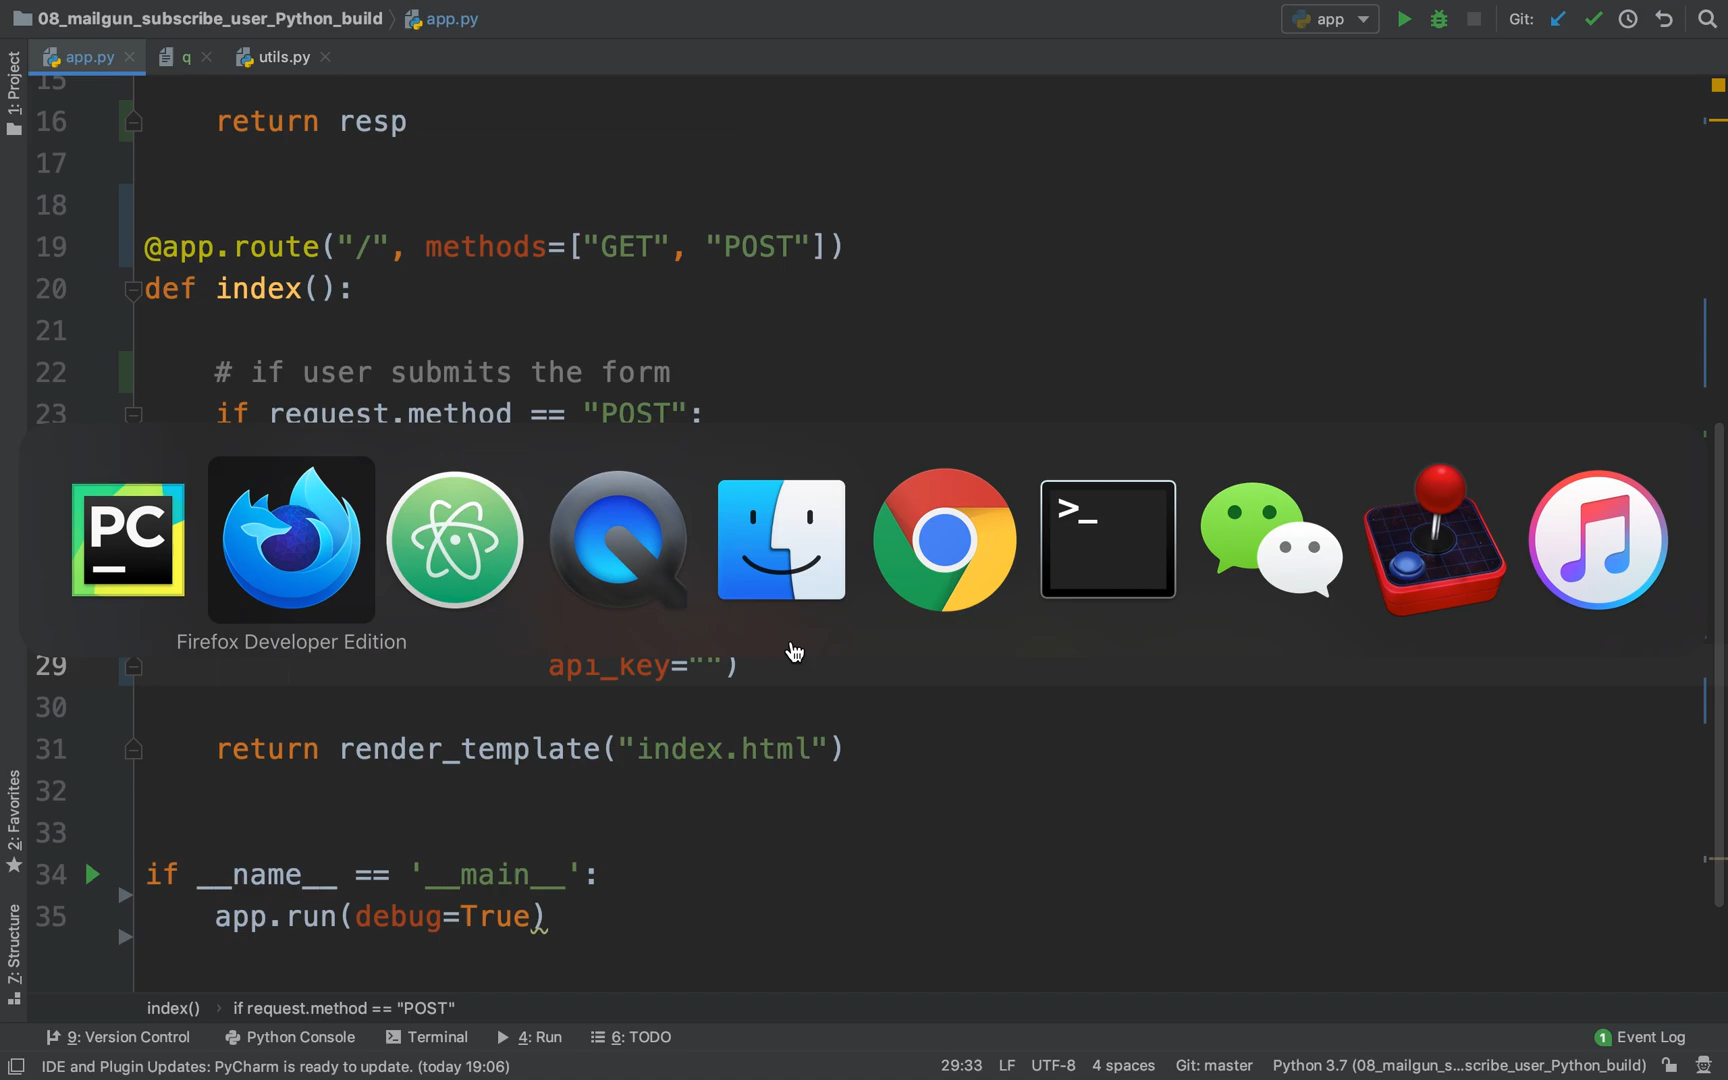 08_mailgun_subscribe_user_Python_build app.py
app Git:
app.py q utils.py
1: Project
15
16 return resp
17
18
19 @app.route("/", methods=["GET", "POST"])
20 def index():
21
22 # if user submits the form
23 if request.method == "POST":
PC
>_
Firefox Developer Edition
29 api_key="")
30
31 return render_template("index.html")
32
33
34 if __name__ == '__main__':
35 app.run(debug=True)
2: Favorites
7: Structure
index() if request.method == "POST"
9: Version Control Python Console Terminal 4: Run 6: TODO 1 Event Log
IDE and Plugin Updates: PyCharm is ready to update. (today 19:06) 29:33 LF UTF-8 4 spaces Git: master Python 3.7 (08_mailgun_s...scribe_user_Python_build)